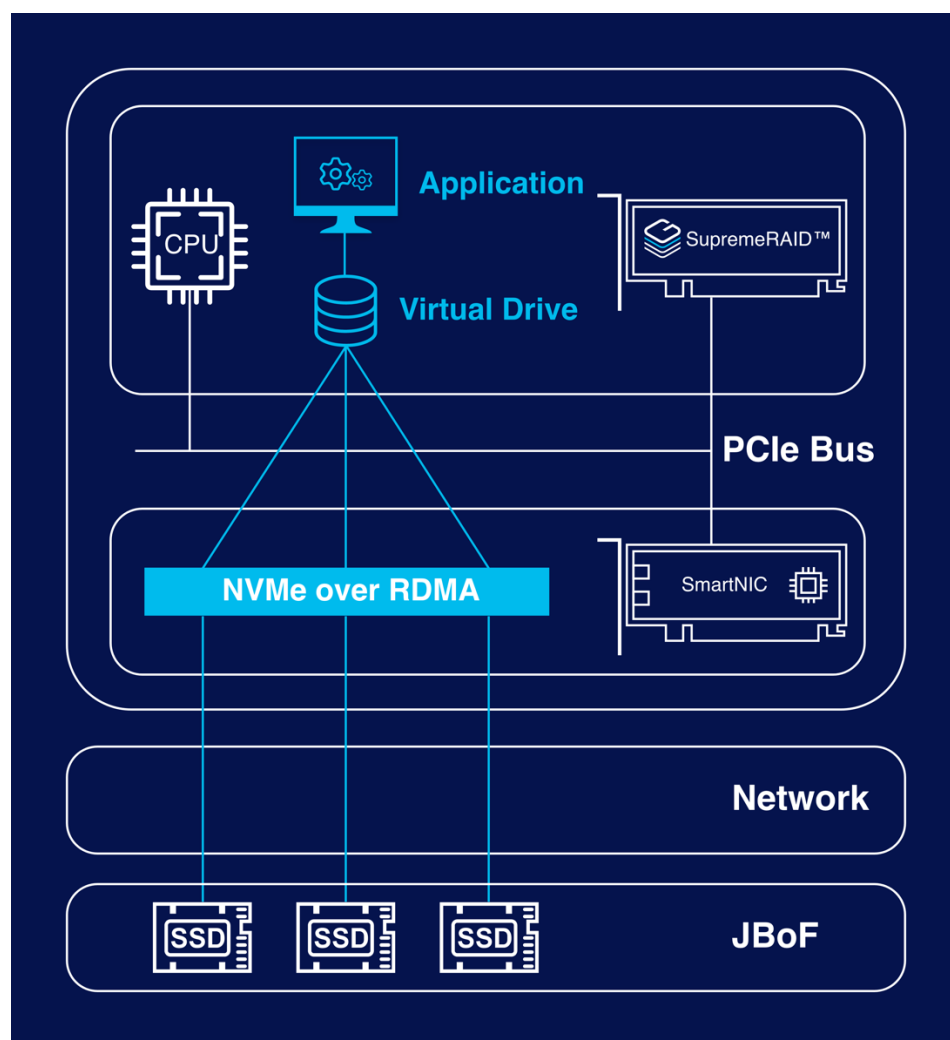 Application
CPU
SupremeRAID™
Virtual Drive
PCIe Bus
NVMe over RDMA
SmartNIC
Network
SSD
SSD
SSD
JBoF